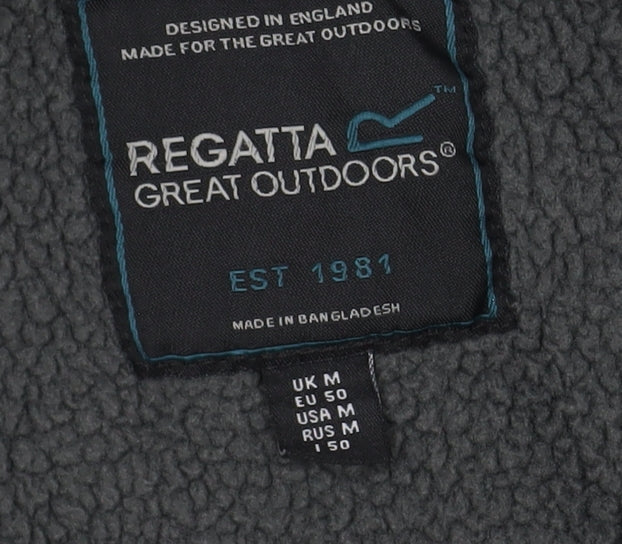 DESIGNED IN ENGLAND
MADE FOR THE GREAT OUTDOORS
REGATTA ™
GREAT OUTDOORS®
EST 1981
MADE IN BANGLADESH
UK M
EU 50
USA M
RUS M
I 50